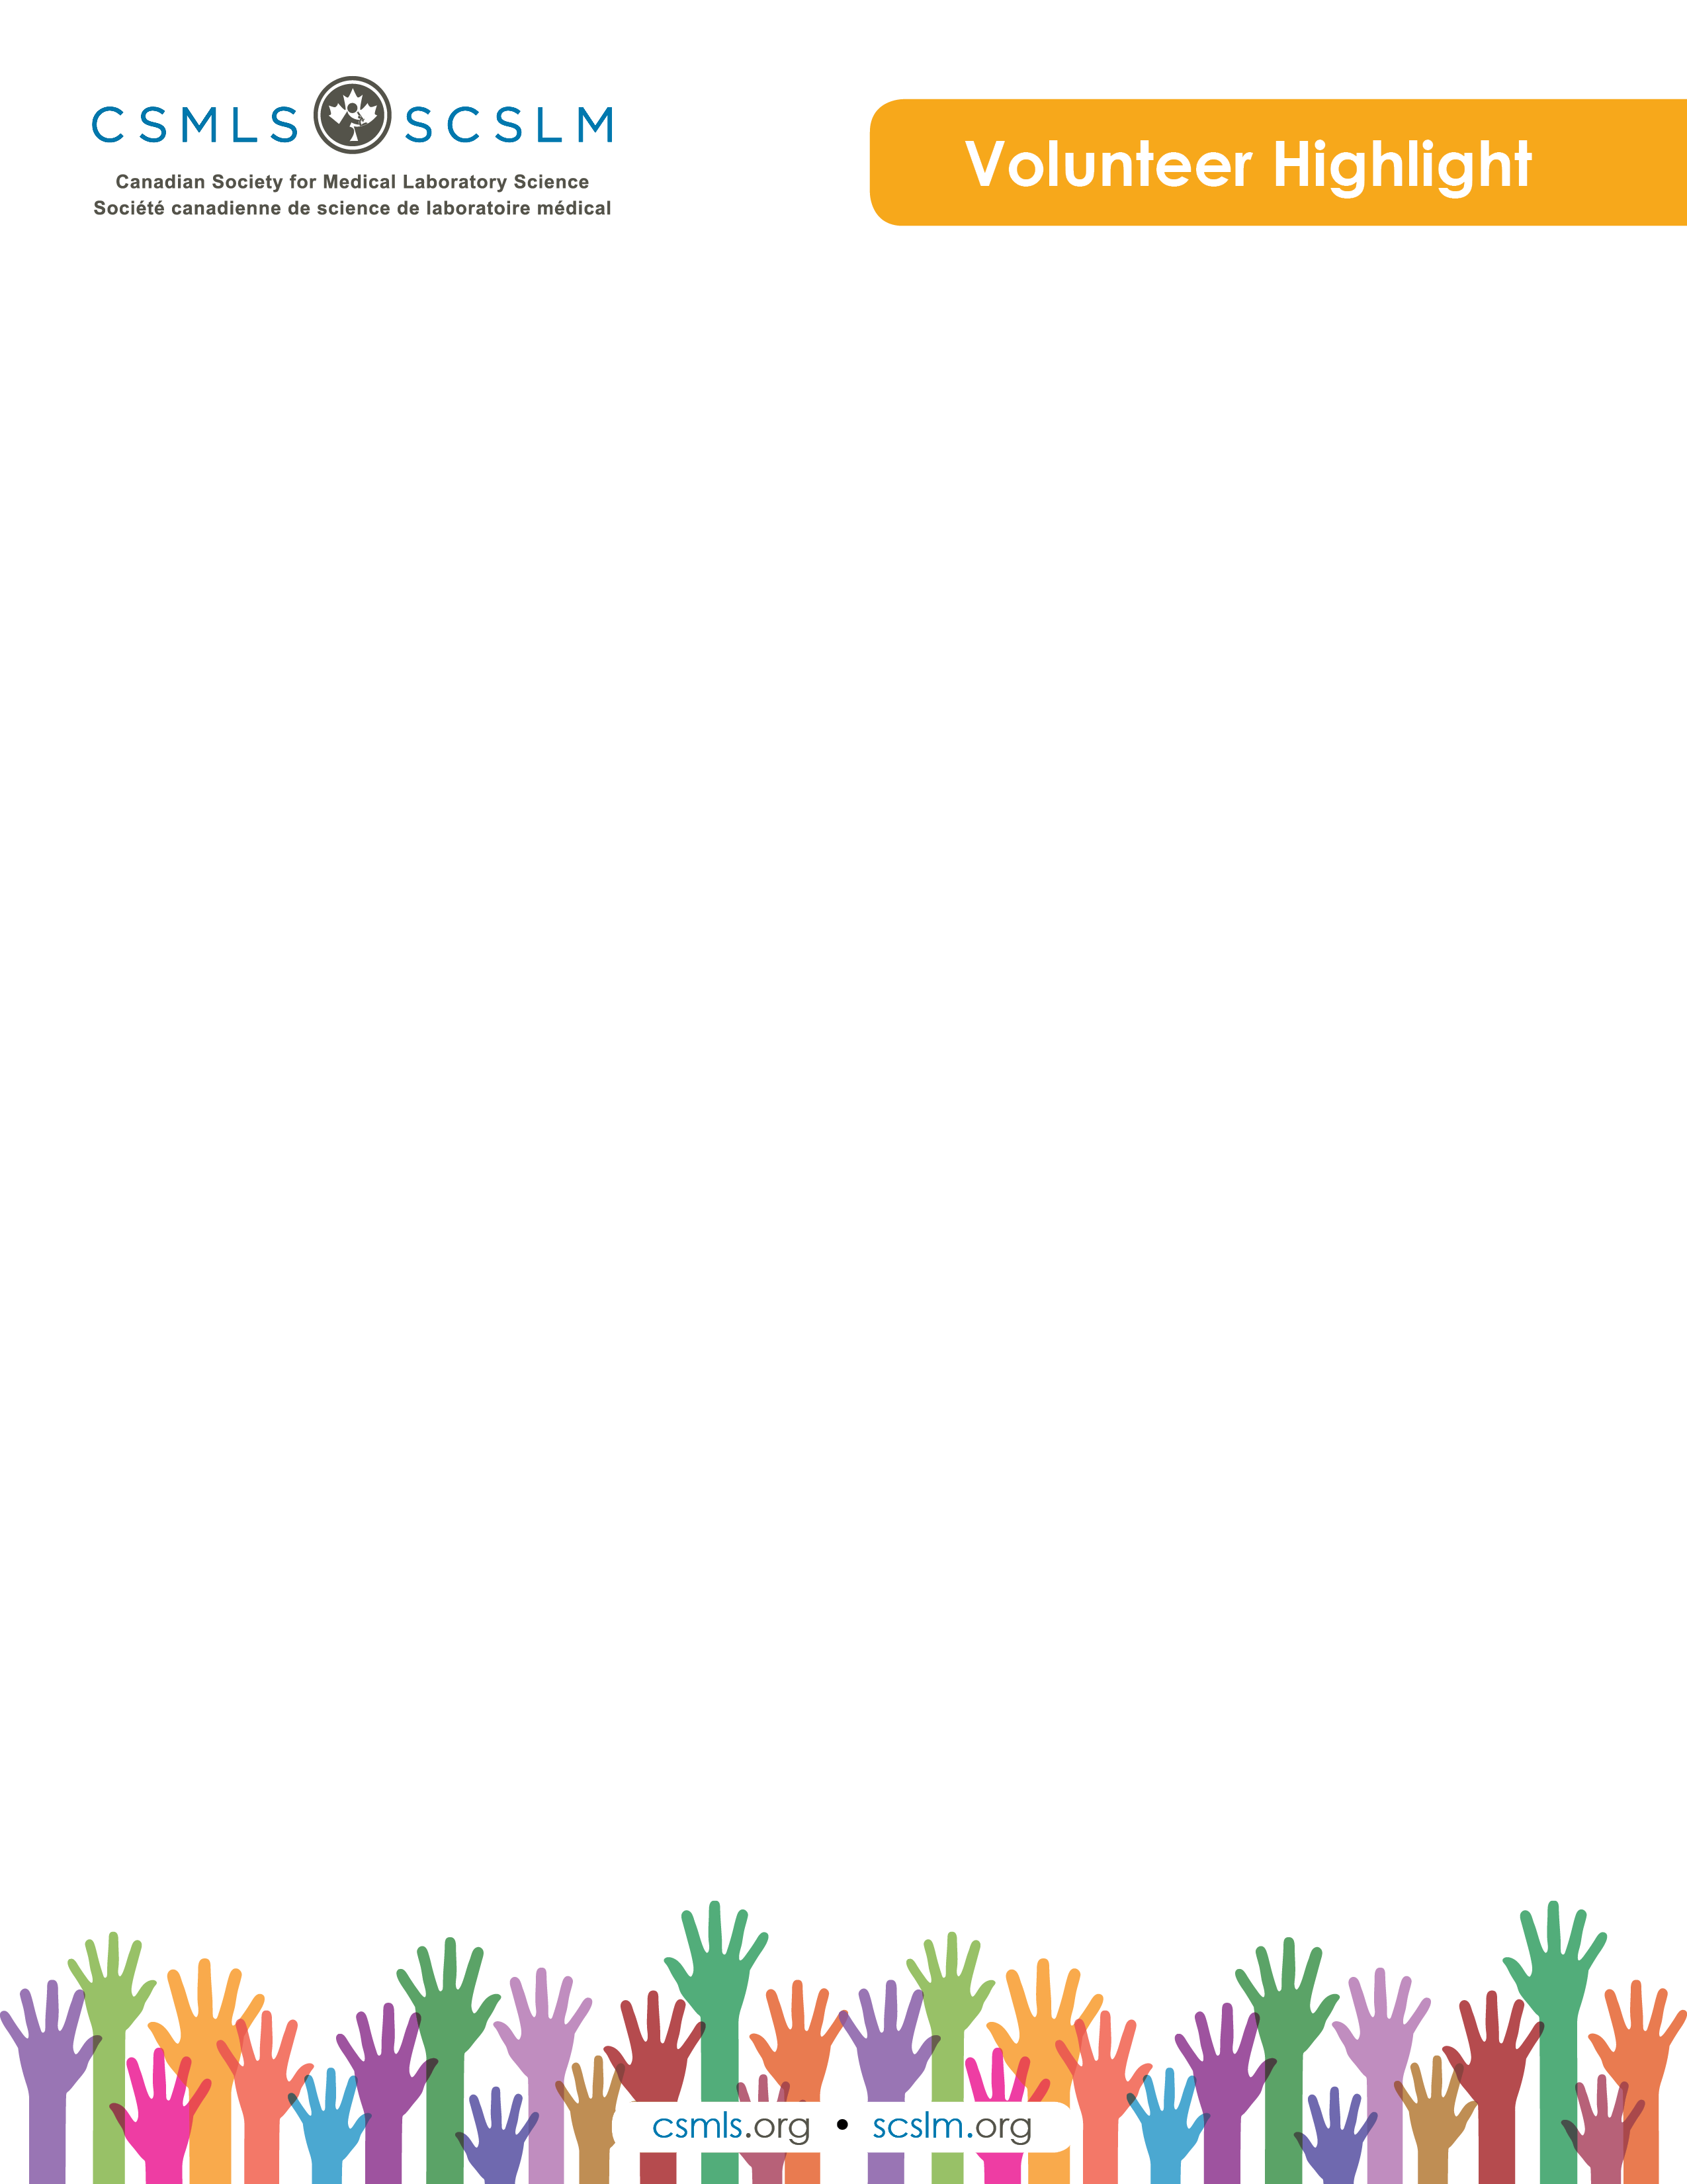 CSMLS SCSLM
Canadian Society for Medical Laboratory Science
Société canadienne de science de laboratoire médical
Volunteer Highlight
csmls.org • scslm.org